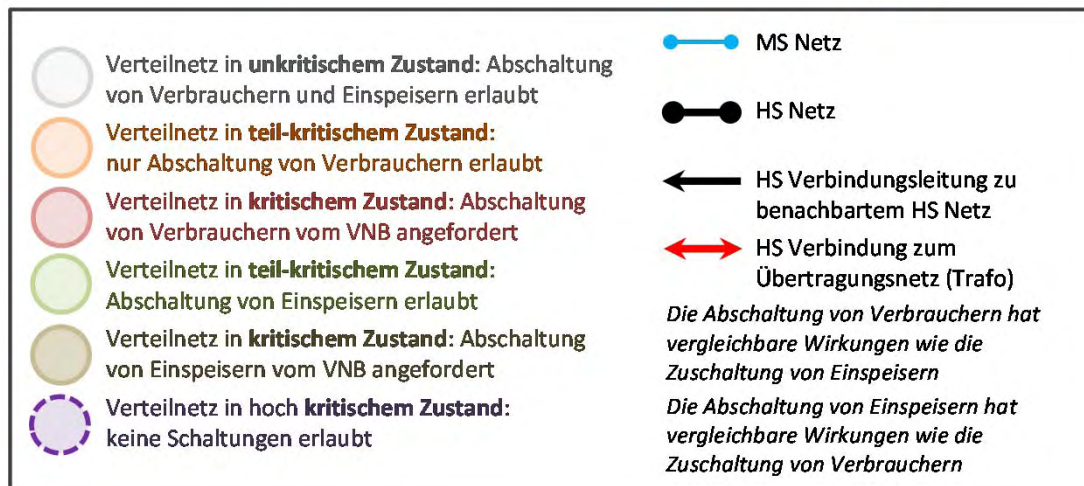 Verteilnetz in unkritischem Zustand: Abschaltung
von Verbrauchern und Einspeisern erlaubt
Verteilnetz in teil-kritischem Zustand:
nur Abschaltung von Verbrauchern erlaubt
Verteilnetz in kritischem Zustand: Abschaltung
von Verbrauchern vom VNB angefordert
Verteilnetz in teil-kritischem Zustand:
Abschaltung von Einspeisern erlaubt
Verteilnetz in kritischem Zustand: Abschaltung
von Einspeisern vom VNB angefordert
Verteilnetz in hoch kritischem Zustand:
keine Schaltungen erlaubt
MS Netz
HS Netz
HS Verbindungsleitung zu
benachbartem HS Netz
HS Verbindung zum
Übertragungsnetz (Trafo)
Die Abschaltung von Verbrauchern hat
vergleichbare Wirkungen wie die
Zuschaltung von Einspeisern
Die Abschaltung von Einspeisern hat
vergleichbare Wirkungen wie die
Zuschaltung von Verbrauchern